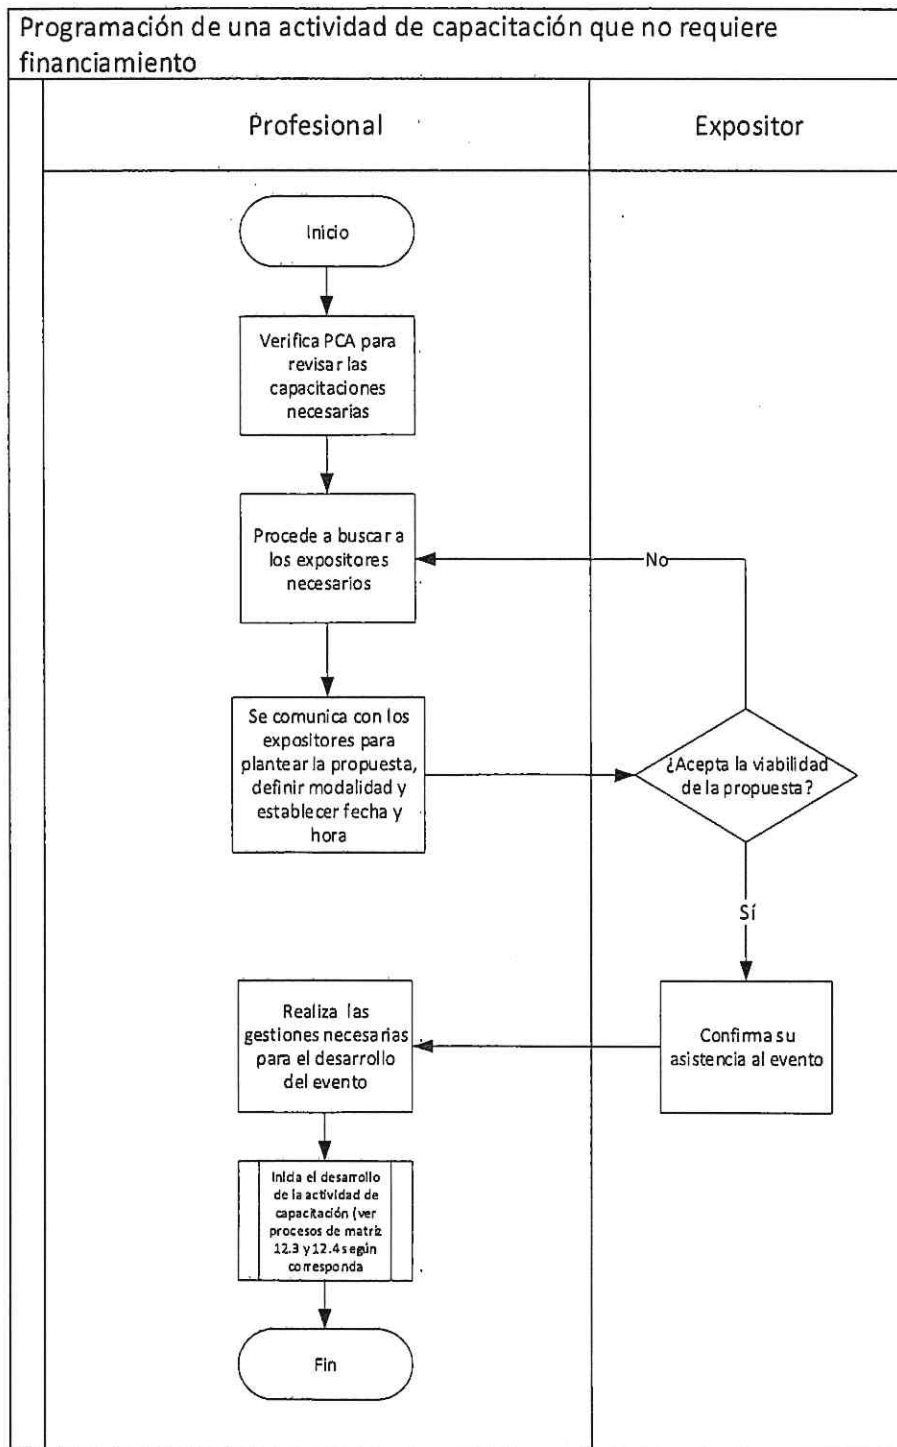 Programación de una actividad de capacitación que no requiere
financiamiento
Profesional
Expositor
Inicio
Verifica PCA para
revisar las
capacitaciones
necesarias
Procede a buscar a
los expositores
necesarios
No
Se comunica con los
expositores para
plantear la propuesta,
definir modalidad y
establecer fecha y
hora
¿Acepta la viabilidad
de la propuesta?
Sí
Realiza las
gestiones necesarias
para el desarrollo
del evento
Confirma su
asistencia al evento
Inicia el desarrollo
de la actividad de
capacitación (ver
procesos de matriz
12.3 y 12.4 según
corresponda
Fin